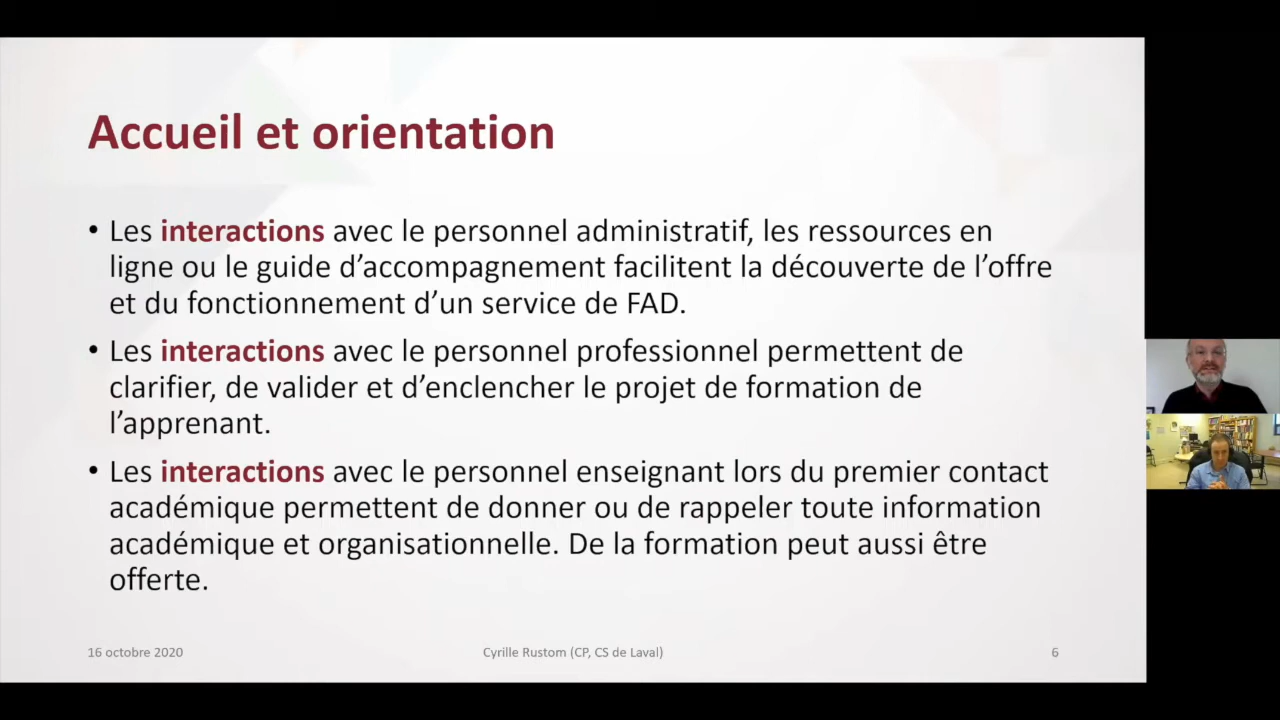 Accueil et orientation
• Les interactions avec le personnel administratif, les ressources en
ligne ou le guide d’accompagnement facilitent la découverte de l’offre
et du fonctionnement d’un service de FAD.
• Les interactions avec le personnel professionnel permettent de
clarifier, de valider et d’enclencher le projet de formation de
l’apprenant.
• Les interactions avec le personnel enseignant lors du premier contact
académique permettent de donner ou de rappeler toute information
académique et organisationnelle. De la formation peut aussi être
offerte.
16 octobre 2020
Cyrille Rustom (CP, CS de Laval)
6